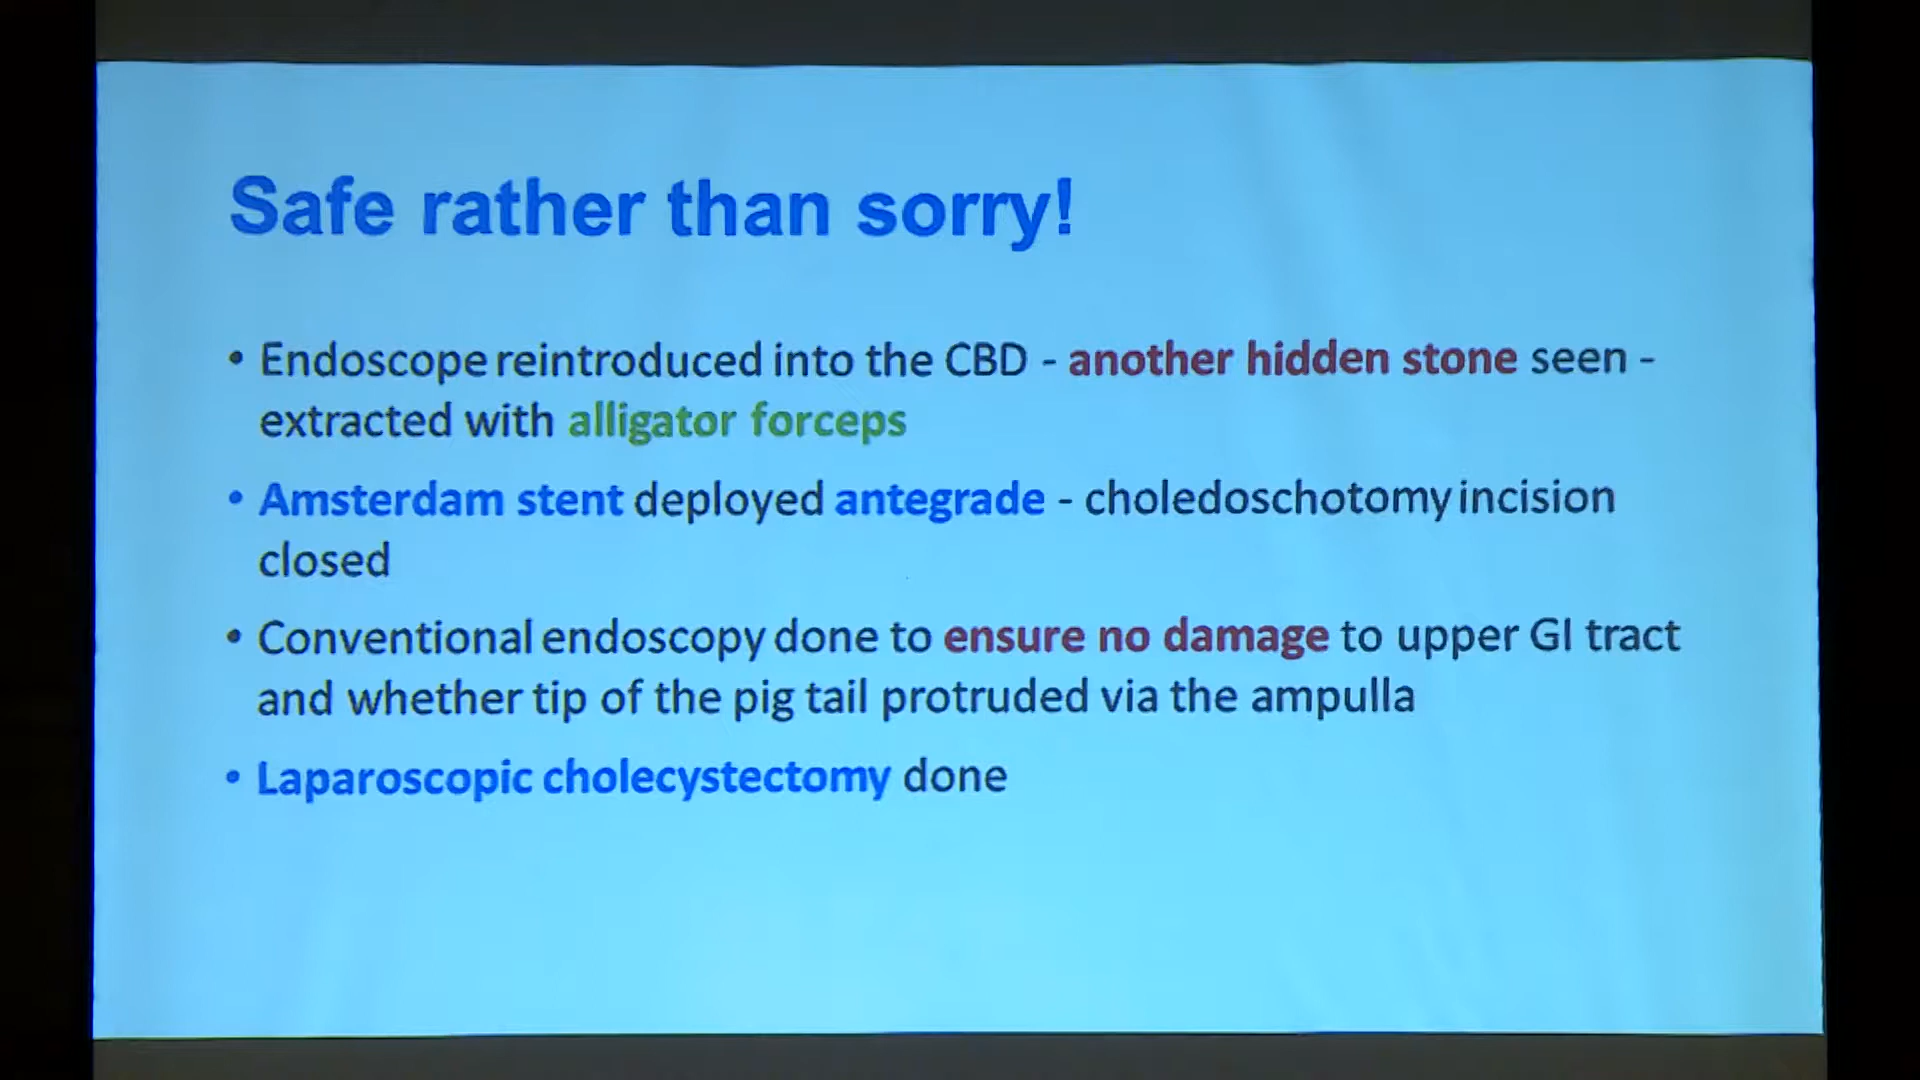 Safe rather than sorry!
• Endoscope reintroduced into the CBD - another hidden stone seen -
extracted with alligator forceps
• Amsterdam stent deployed antegrade - choledoschotomy incision
closed
• Conventional endoscopy done to ensure no damage to upper GI tract
and whether tip of the pig tail protruded via the ampulla
• Laparoscopic cholecystectomy done